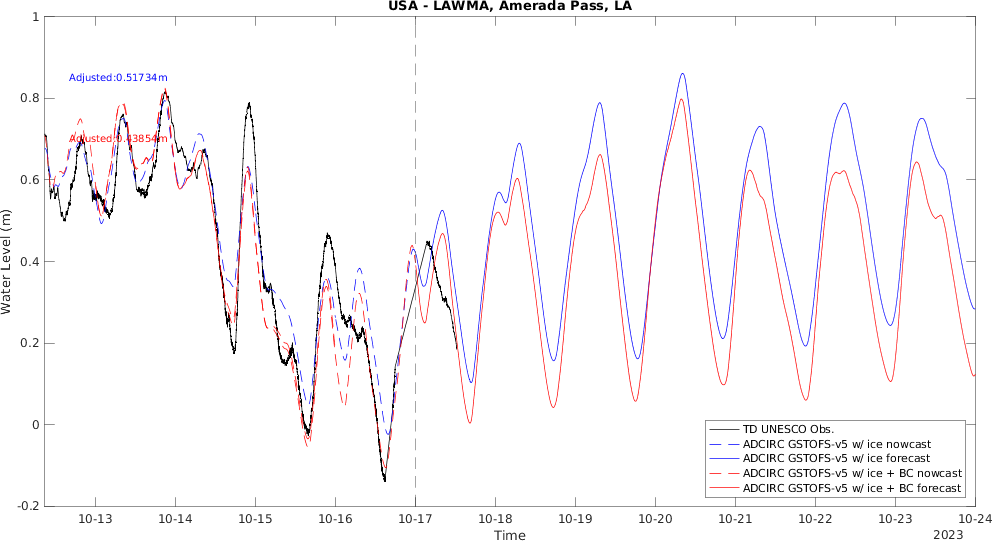 USA - LAWMA, Amerada Pass, LA
1
0.8
0.6
0.4
0.2
0
-0.2
Water Level (m)
Adjusted:0.51734m
Adjusted:0.43854m
TD UNESCO Obs.
ADCIRC GSTOFS-v5 w/ ice nowcast
ADCIRC GSTOFS-v5 w/ ice forecast
ADCIRC GSTOFS-v5 w/ ice + BC nowcast
ADCIRC GSTOFS-v5 w/ ice + BC forecast
10-13 10-14 10-15 10-16 10-17 10-18 10-19 10-20 10-21 10-22 10-23 10-24
Time
2023